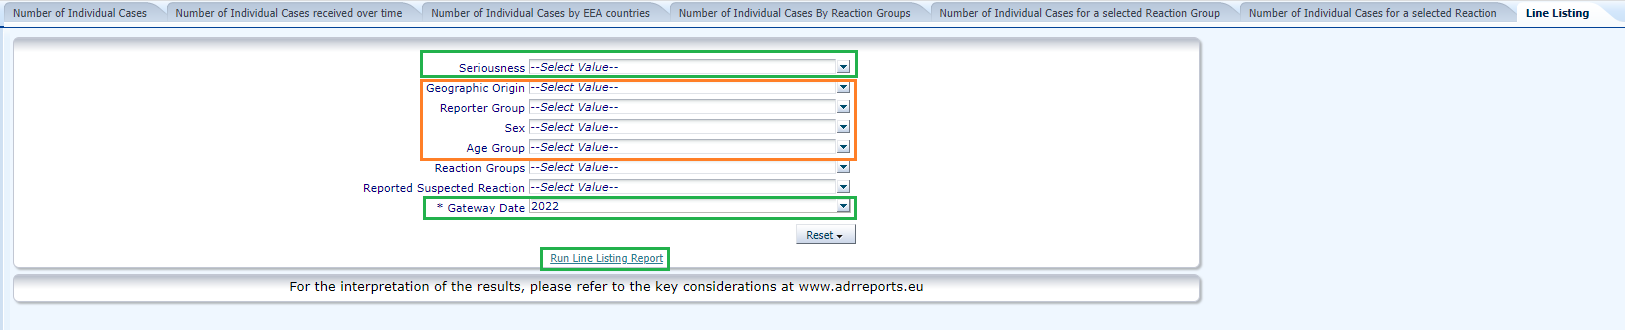 Number of Individual Cases Number of Individual Cases received over time Number of Individual Cases by EEA countries Number of Individual Cases By Reaction Groups Number of Individual Cases for a selected Reaction Group Number of Individual Cases for a selected Reaction Line Listing
Seriousness --Select Value--
Geographic Origin --Select Value--
Reporter Group --Select Value--
Sex --Select Value--
Age Group --Select Value--
Reaction Groups --Select Value--
Reported Suspected Reaction --Select Value--
* Gateway Date 2022
Reset
Run Line Listing Report
For the interpretation of the results, please refer to the key considerations at www.adrreports.eu